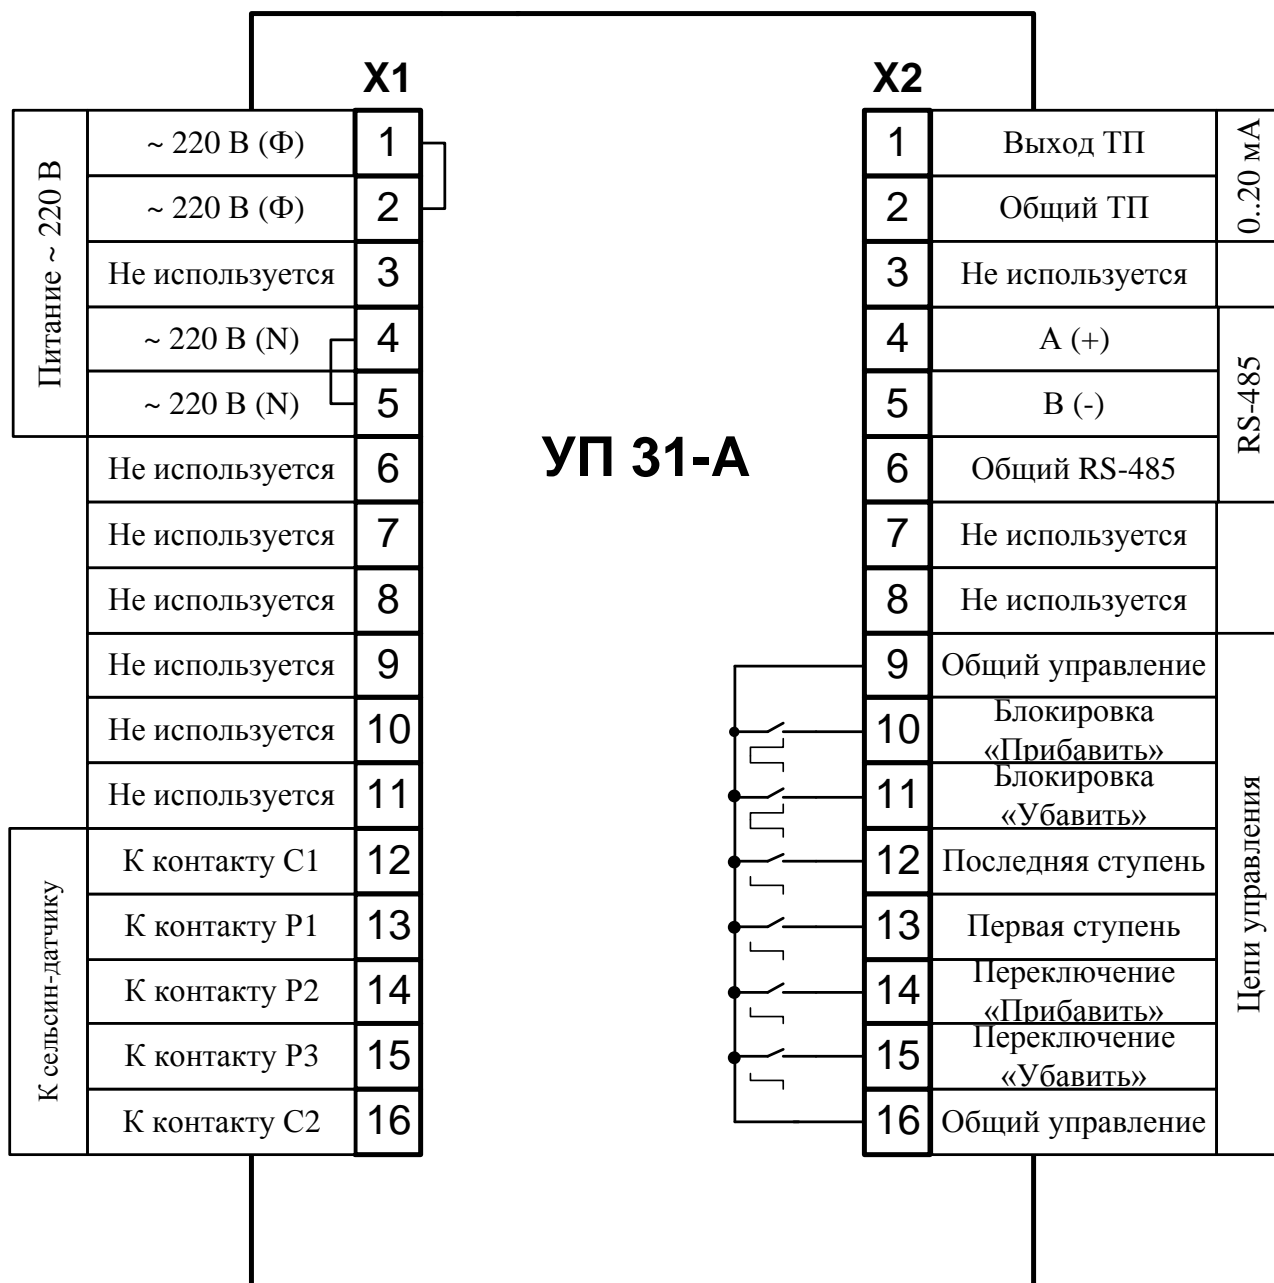 X1
X2
Питание ~ 220 В
~ 220 В (Ф)
1
~ 220 В (Ф)
2
Не используется
3
~ 220 В (N)
4
~ 220 В (N)
5
Не используется
6
Не используется
7
Не используется
8
Не используется
9
Не используется
10
Не используется
11
К сельсин-датчику
К контакту С1
12
К контакту Р1
13
К контакту Р2
14
К контакту Р3
15
К контакту С2
16
УП 31-А
1
Выход ТП
2
Общий ТП
0..20 мА
3
Не используется
4
А (+)
5
В (-)
6
Общий RS-485
RS-485
7
Не используется
8
Не используется
9
Общий управление
10
Блокировка
«Прибавить»
11
Блокировка
«Убавить»
12
Последняя ступень
13
Первая ступень
14
Переключение
«Прибавить»
15
Переключение
«Убавить»
16
Общий управление
Цепи управления